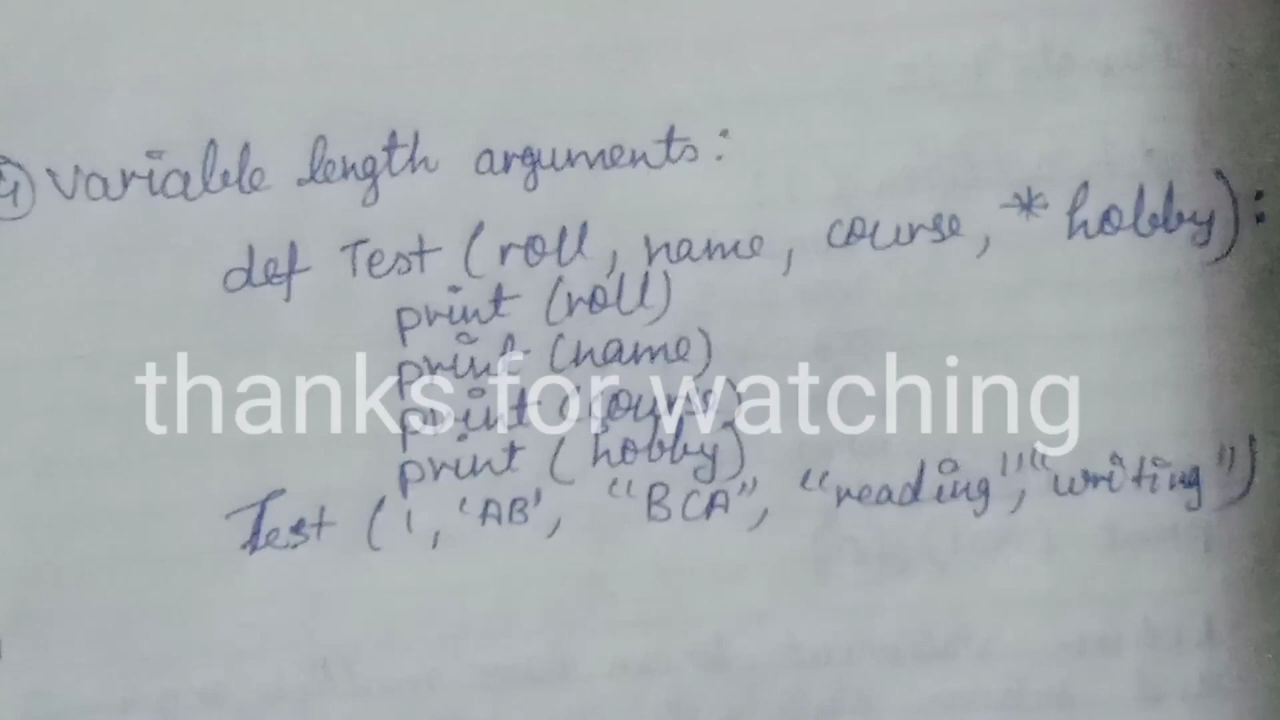 4) Variable length arguments:
def Test (roll, name, course, *hobby):
print (roll)
print (name)
thanks for watching
print (course)
print (hobby)
Test (1, 'AB', "BCA", "reading", "writing")